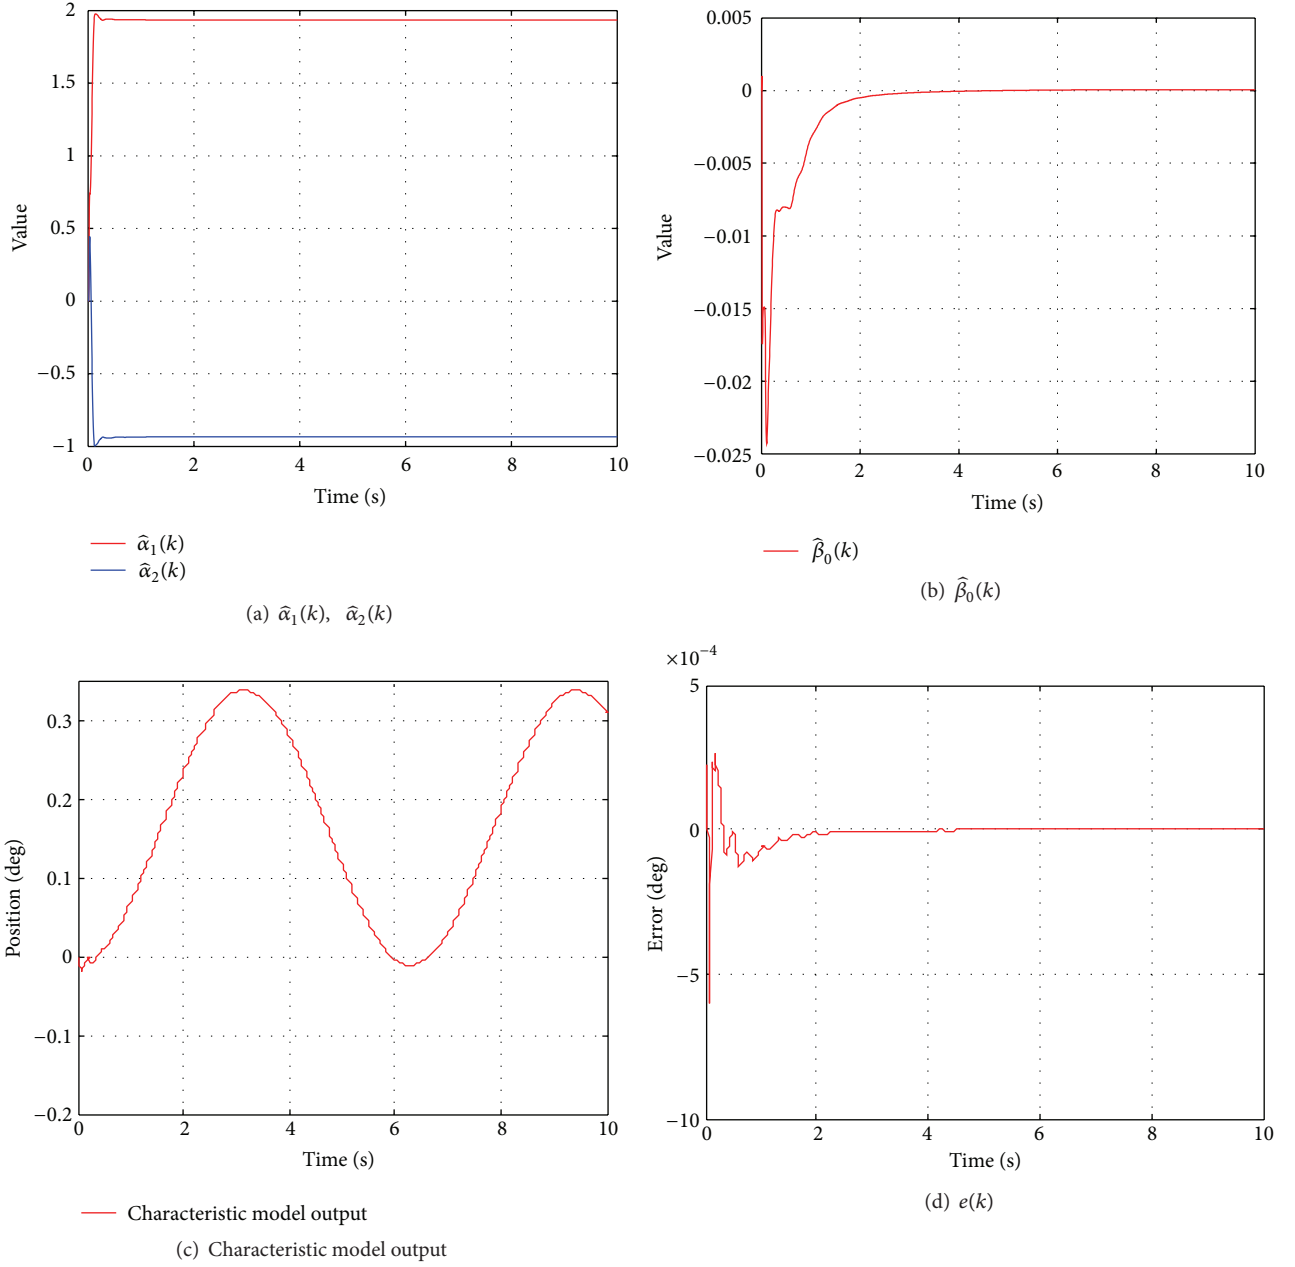 2
1.5
1
0.5
0
−0.5
−1
0 2 4 6 8 10
Value
Time (s)
α̂₁(k)
α̂₂(k)
(a) α̂₁(k), α̂₂(k)
0.005
0
−0.005
−0.01
−0.015
−0.02
−0.025
0 2 4 6 8 10
Value
Time (s)
β̂₀(k)
(b) β̂₀(k)
0.3
0.2
0.1
0
−0.1
−0.2
0 2 4 6 8 10
Position (deg)
Time (s)
Characteristic model output
(c) Characteristic model output
×10⁻⁴
5
0
−5
−10
0 2 4 6 8 10
Error (deg)
Time (s)
(d) e(k)